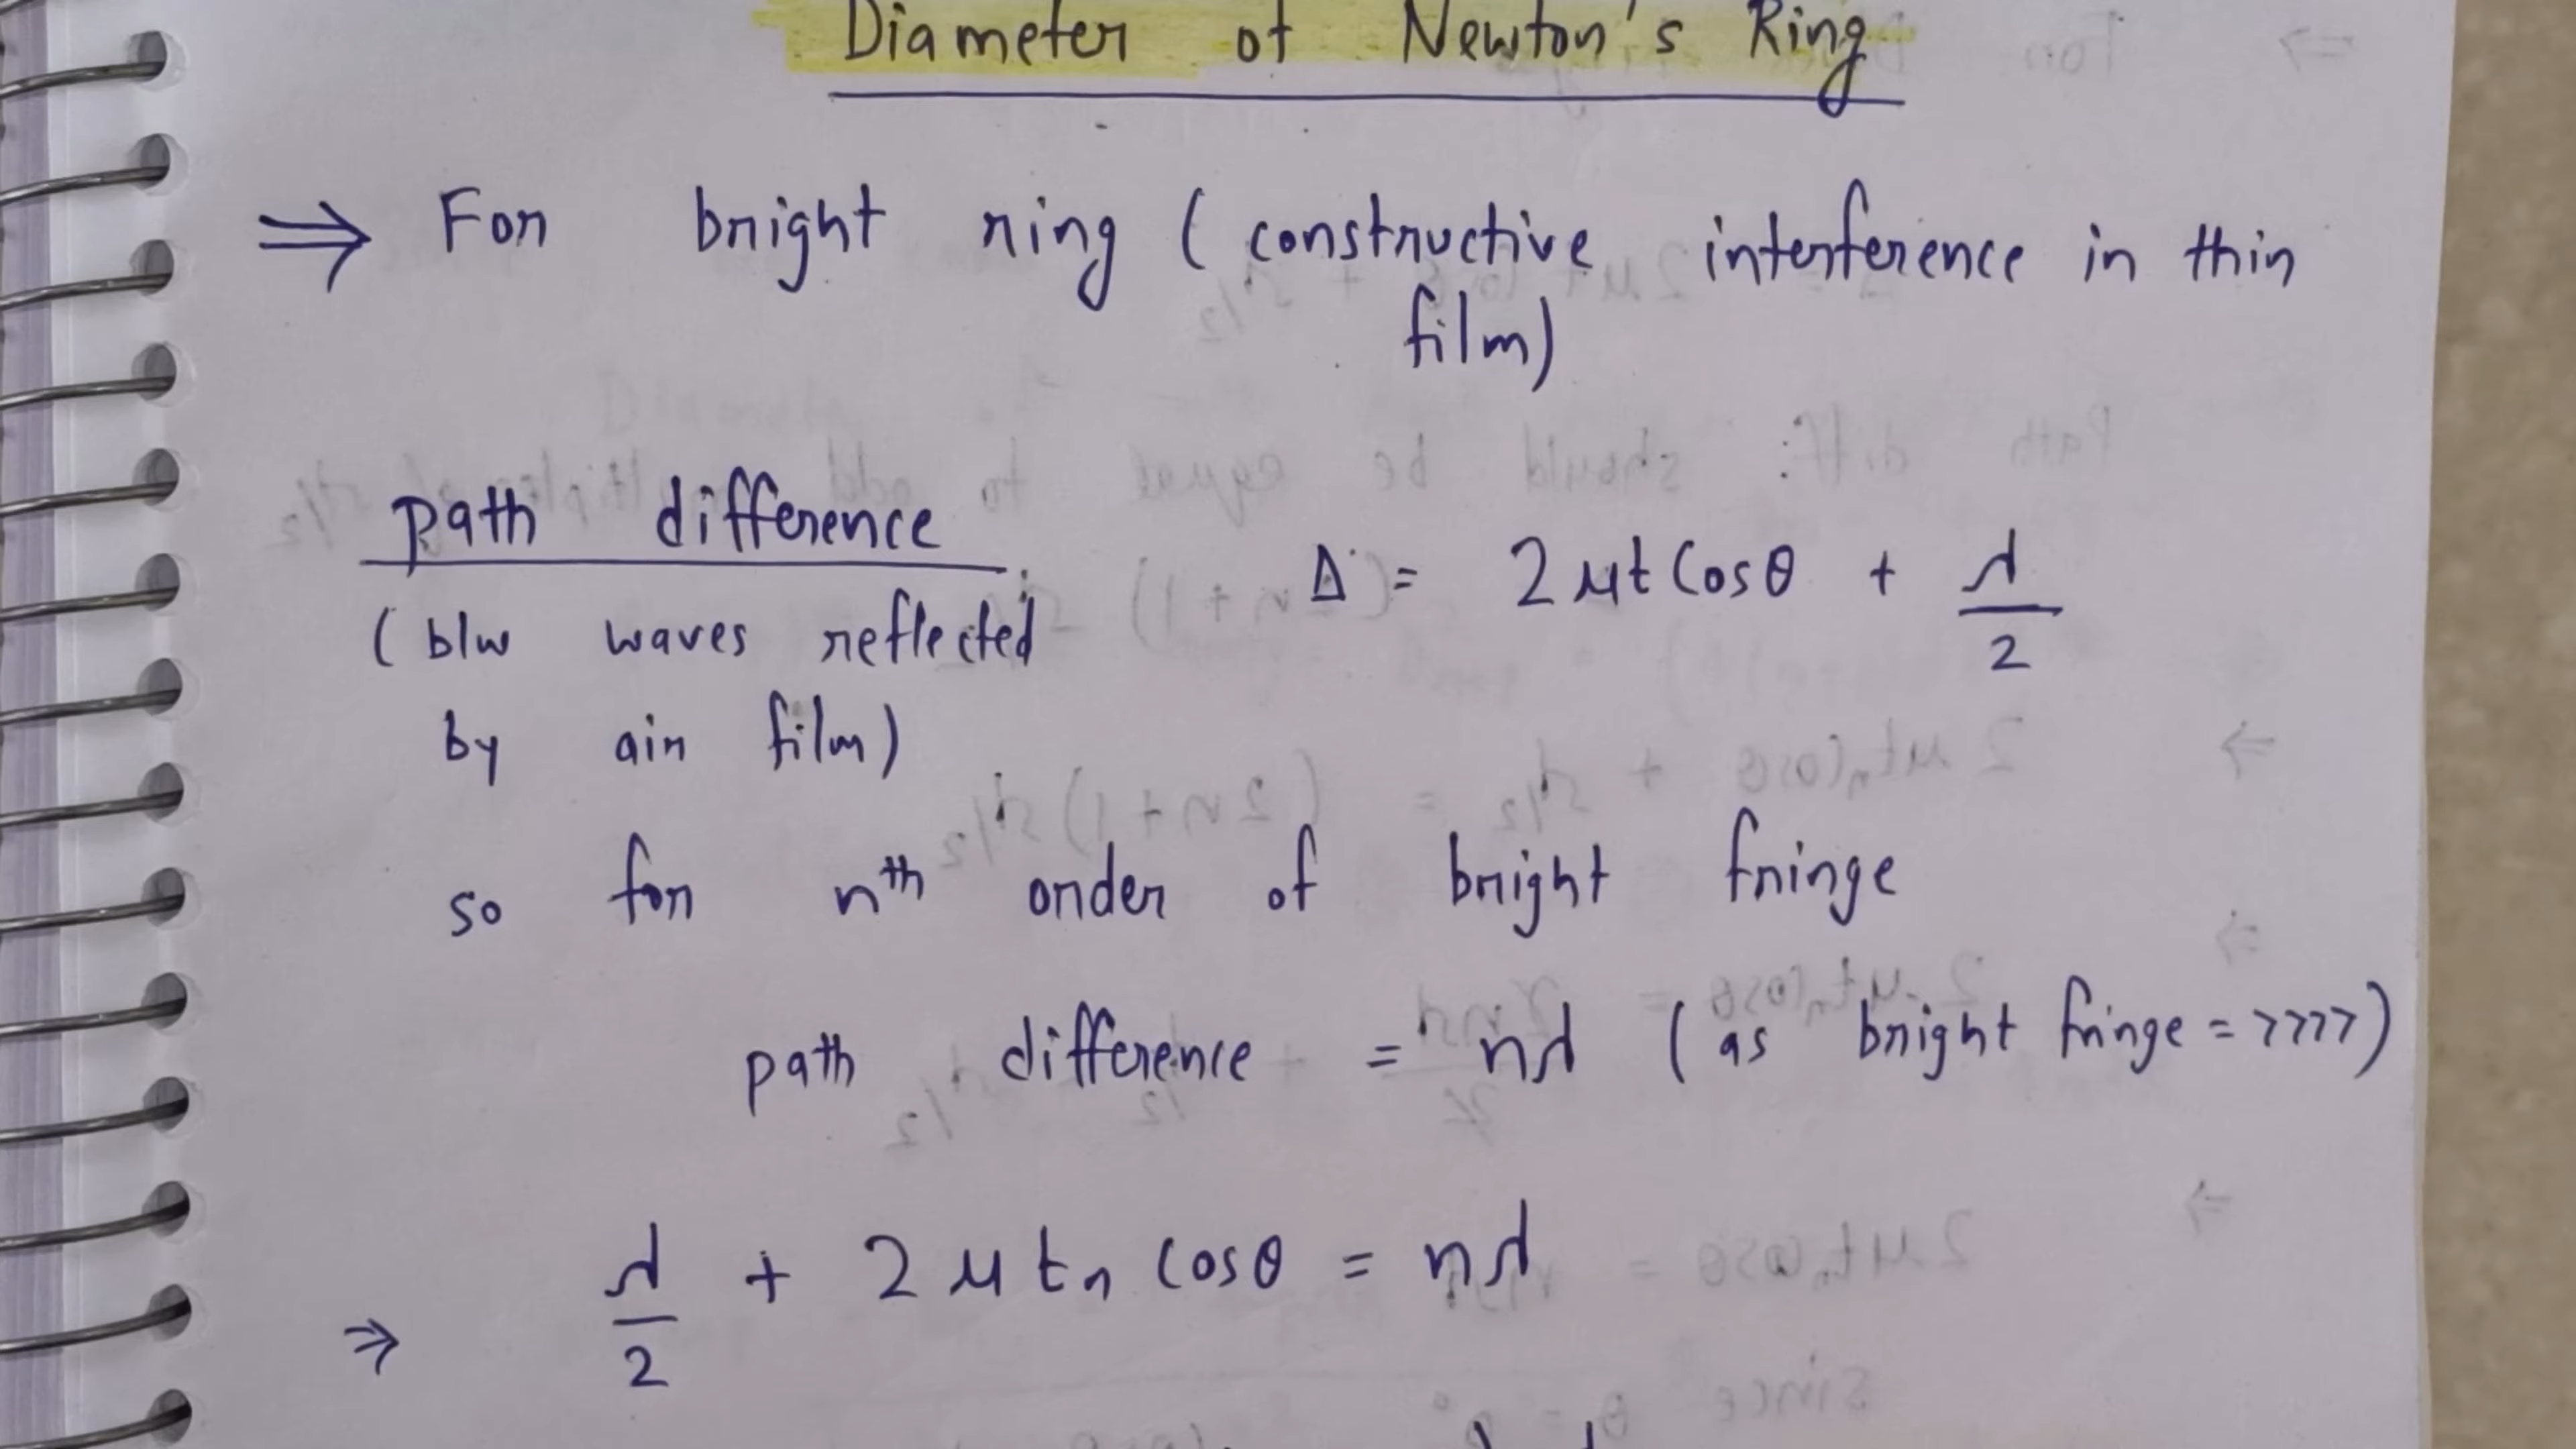 Diameter of Newton's Ring
⇒ For bright ring (constructive interference in thin
film)
path difference Δ = 2μt Cosθ + λ/2
(b/w waves reflected
by air film)
so for nth order of bright fringe
path difference = nλ (as bright fringe = >>>>)
⇒ λ/2 + 2μtn cosθ = nλ